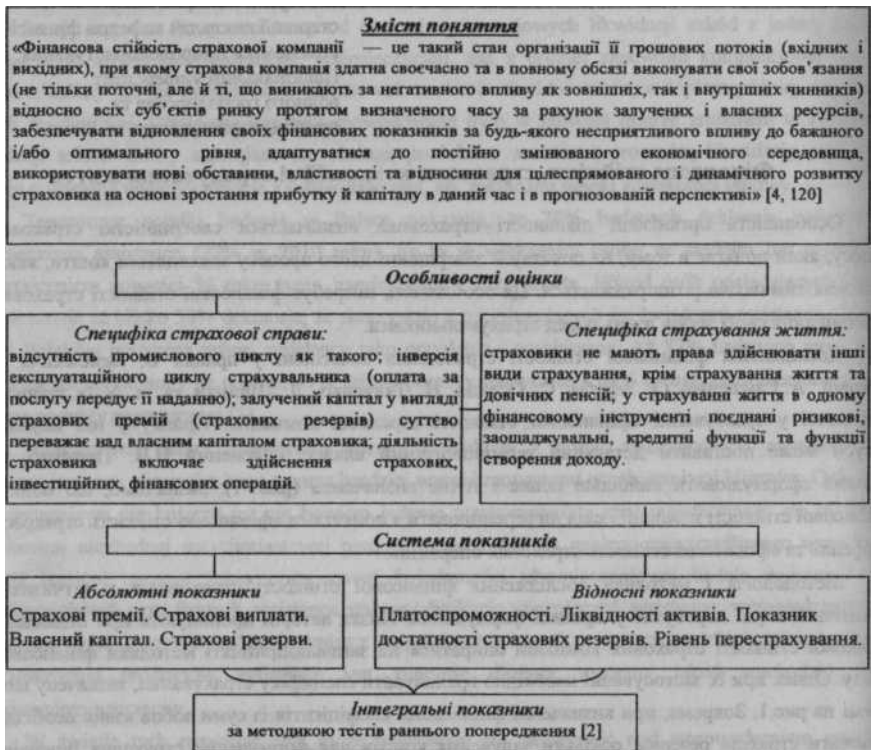 Зміст поняття
«Фінансова стійкість страхової компанії — це такий стан організації її грошових потоків (вхідних і
вихідних), при якому страхова компанія здатна своєчасно та в повному обсязі виконувати свої зобов’язання
(не тільки поточні, але й ті, що виникають за негативного впливу як зовнішніх, так і внутрішніх чинників)
відносно всіх суб’єктів ринку протягом визначеного часу за рахунок залучених і власних ресурсів,
забезпечувати відновлення своїх фінансових показників за будь-якого несприятливого впливу до бажаного
і/або оптимального рівня, адаптуватися до постійно змінюваного економічного середовища,
використовувати нові обставини, властивості та відносини для цілеспрямованого і динамічного розвитку
страховика на основі зростання прибутку й капіталу в даний час і в прогнозованій перспективі» [4, 120]
Особливості оцінки
Специфіка страхової справи:
відсутність промислового циклу як такого; інверсія
експлуатаційного циклу страхувальника (оплата за
послугу передує її наданню); залучений капітал у вигляді
страхових премій (страхових резервів) суттєво
переважає над власним капіталом страховика; діяльність
страховика включає здійснення страхових,
інвестиційних, фінансових операцій.
Специфіка страхування життя:
страховики не мають права здійснювати інші
види страхування, крім страхування життя та
довічних пенсій; у страхуванні життя в одному
фінансовому інструменті поєднані ризикові,
заощаджувальні, кредитні функції та функції
створення доходу.
Система показників
Абсолютні показники
Страхові премії. Страхові виплати.
Власний капітал. Страхові резерви.
Відносні показники
Платоспроможності. Ліквідності активів. Показник
достатності страхових резервів. Рівень перестрахування.
Інтегральні показники
за методикою тестів раннього попередження [2]